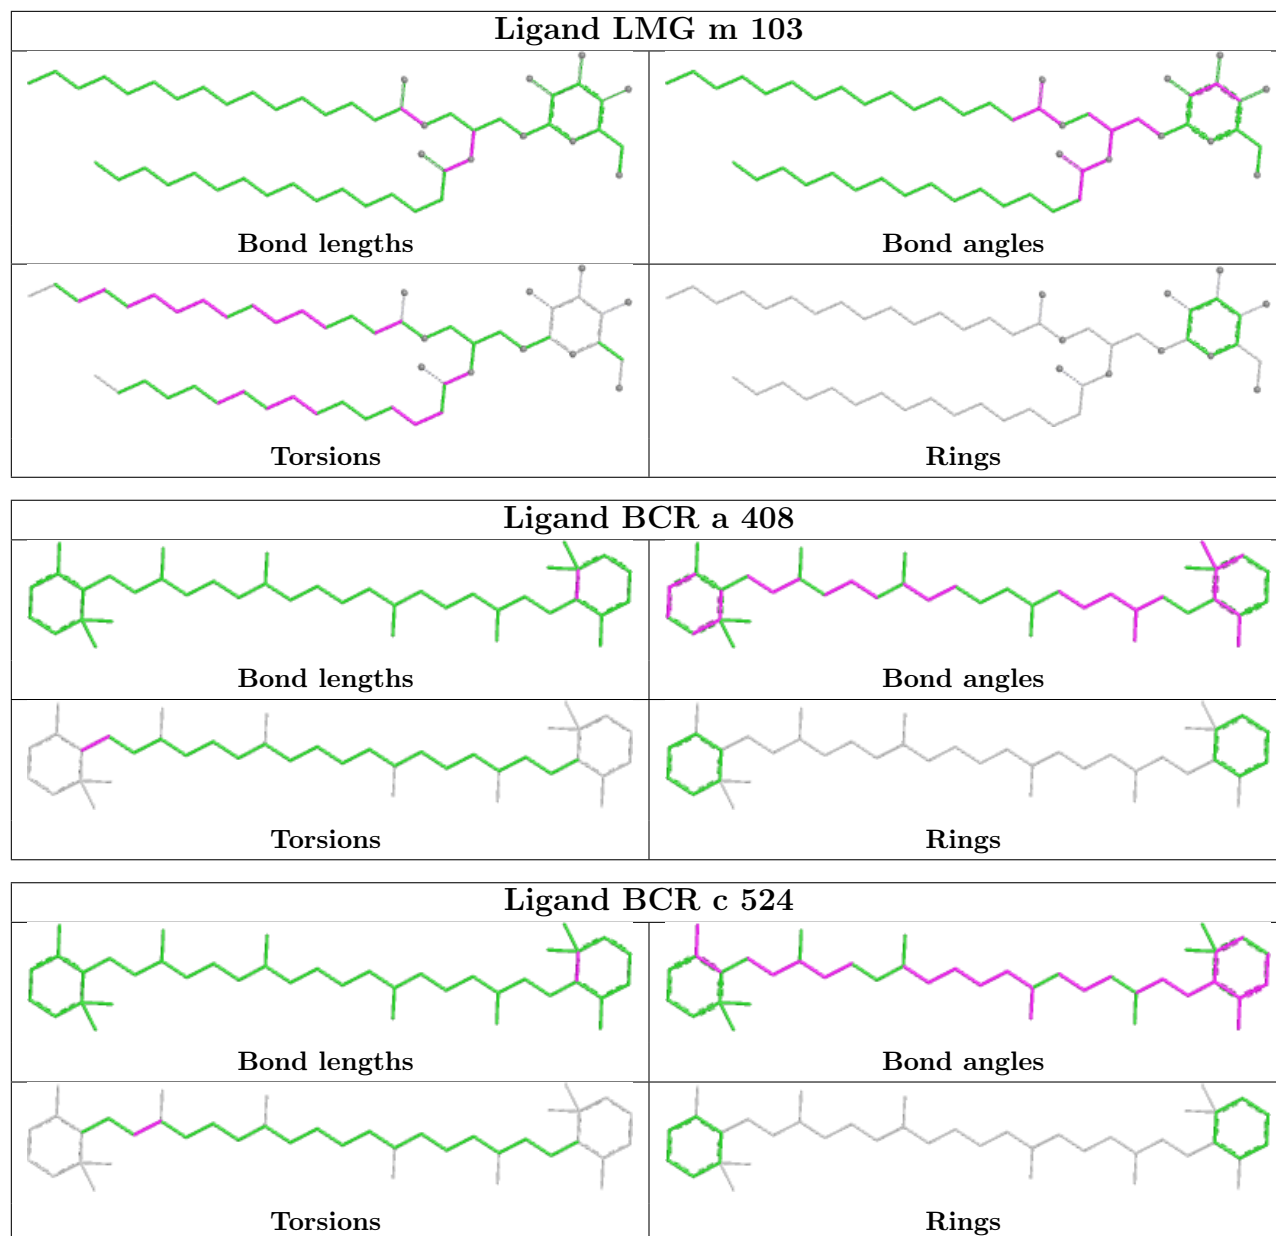 Ligand LMG m 103
Bond lengths
Bond angles
Torsions
Rings
Ligand BCR a 408
Bond lengths
Bond angles
Torsions
Rings
Ligand BCR c 524
Bond lengths
Bond angles
Torsions
Rings